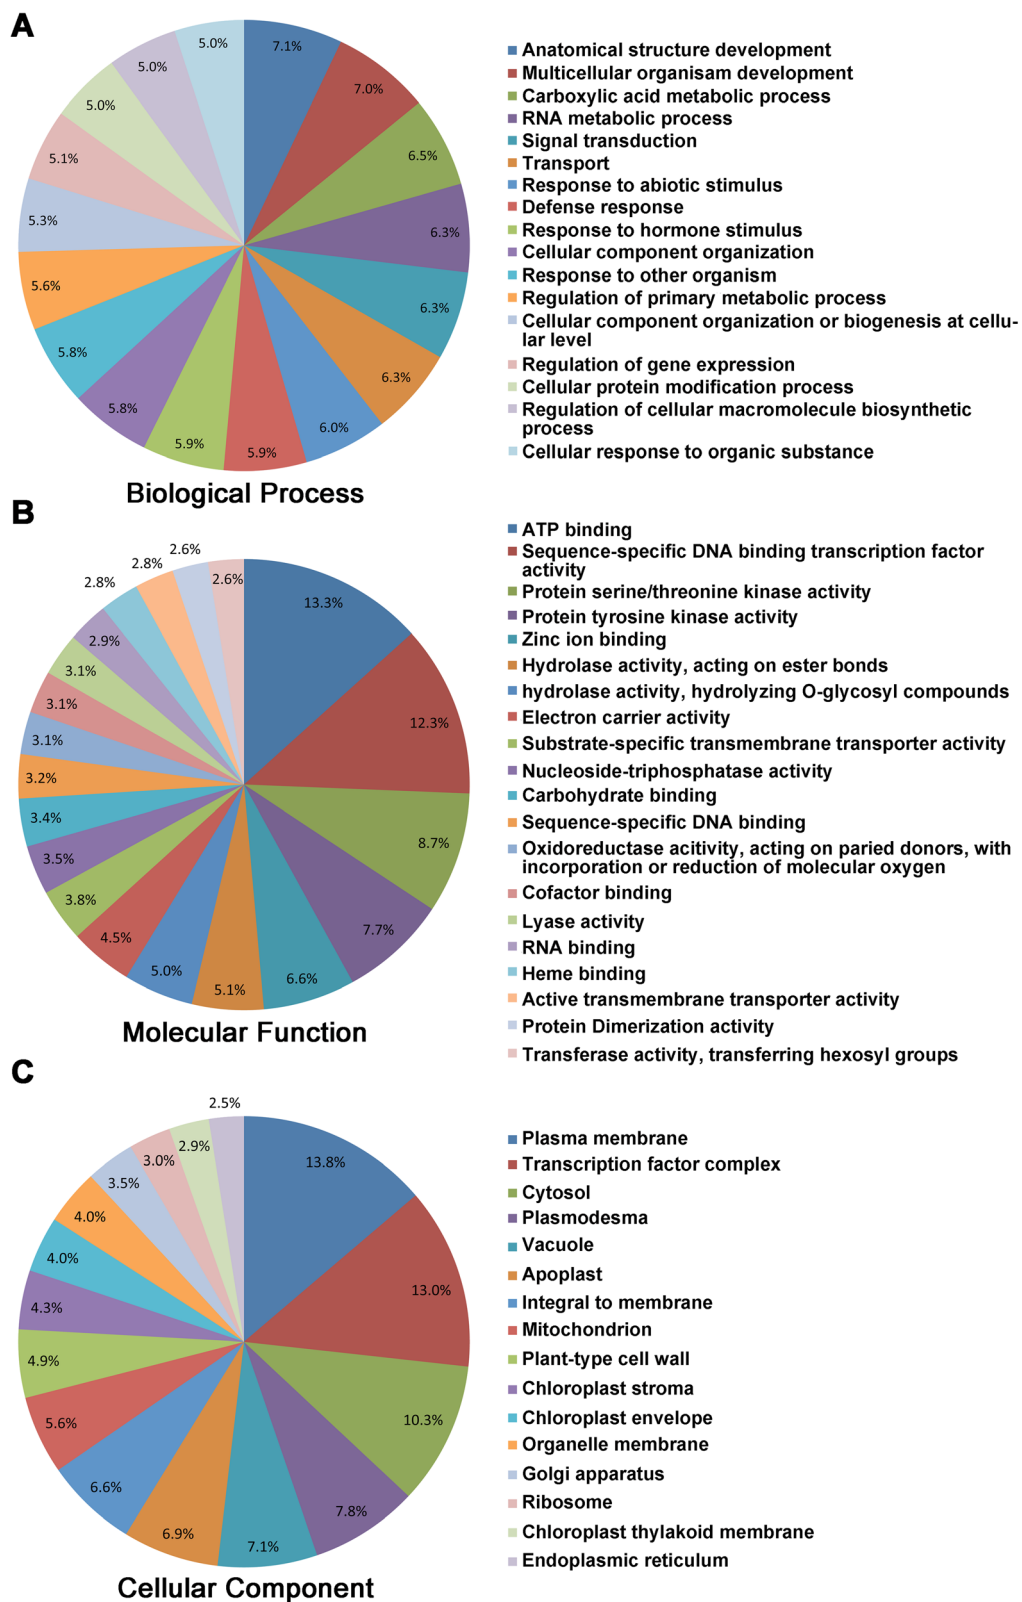 A
7.1%
7.0%
6.5%
6.3%
6.3%
6.3%
6.0%
5.9%
5.9%
5.8%
5.8%
5.6%
5.3%
5.1%
5.0%
5.0%
5.0%
Anatomical structure development
Multicellular organisam development
Carboxylic acid metabolic process
RNA metabolic process
Signal transduction
Transport
Response to abiotic stimulus
Defense response
Response to hormone stimulus
Cellular component organization
Response to other organism
Regulation of primary metabolic process
Cellular component organization or biogenesis at cellu-
lar level
Regulation of gene expression
Cellular protein modification process
Regulation of cellular macromolecule biosynthetic
process
Cellular response to organic substance
Biological Process
B
13.3%
12.3%
8.7%
7.7%
6.6%
5.1%
5.0%
4.5%
3.8%
3.5%
3.4%
3.2%
3.1%
3.1%
3.1%
2.9%
2.8%
2.8%
2.6%
2.6%
ATP binding
Sequence-specific DNA binding transcription factor
activity
Protein serine/threonine kinase activity
Protein tyrosine kinase activity
Zinc ion binding
Hydrolase activity, acting on ester bonds
hydrolase activity, hydrolyzing O-glycosyl compounds
Electron carrier activity
Substrate-specific transmembrane transporter activity
Nucleoside-triphosphatase activity
Carbohydrate binding
Sequence-specific DNA binding
Oxidoreductase acitivity, acting on paried donors, with
incorporation or reduction of molecular oxygen
Cofactor binding
Lyase activity
RNA binding
Heme binding
Active transmembrane transporter activity
Protein Dimerization activity
Transferase activity, transferring hexosyl groups
Molecular Function
C
13.8%
13.0%
10.3%
7.8%
7.1%
6.9%
6.6%
5.6%
4.9%
4.3%
4.0%
4.0%
3.5%
3.0%
2.9%
2.5%
Plasma membrane
Transcription factor complex
Cytosol
Plasmodesma
Vacuole
Apoplast
Integral to membrane
Mitochondrion
Plant-type cell wall
Chloroplast stroma
Chloroplast envelope
Organelle membrane
Golgi apparatus
Ribosome
Chloroplast thylakoid membrane
Endoplasmic reticulum
Cellular Component